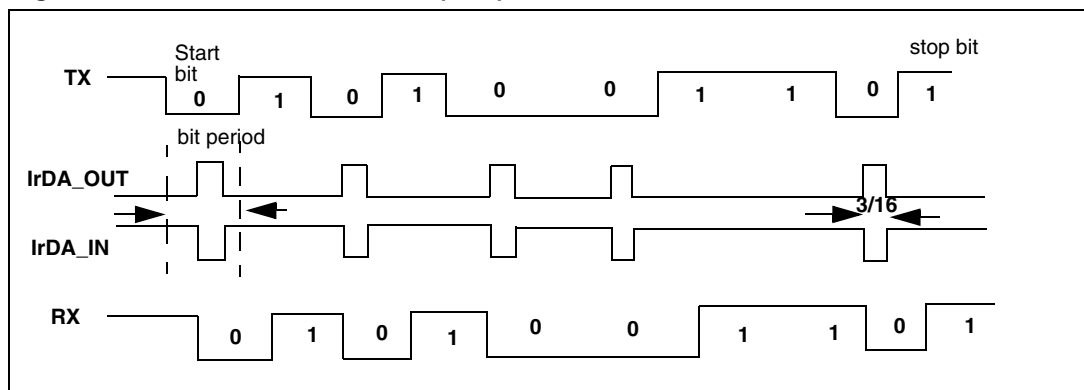 Start
bit
stop bit
TX
0 1 0 1 0 0 1 1 0 1
bit period
IrDA_OUT
3/16
IrDA_IN
RX
0 1 0 1 0 0 1 1 0 1